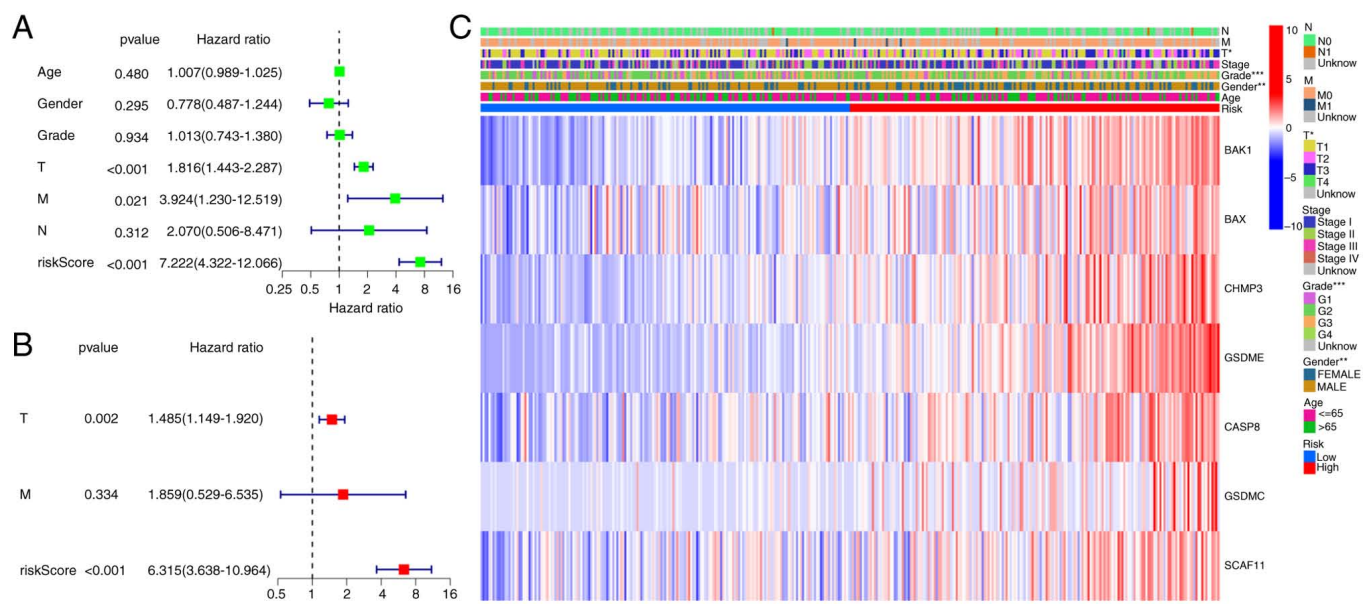 A
pvalue Hazard ratio
Age 0.480 1.007(0.989-1.025)
Gender 0.295 0.778(0.487-1.244)
Grade 0.934 1.013(0.743-1.380)
T <0.001 1.816(1.443-2.287)
M 0.021 3.924(1.230-12.519)
N 0.312 2.070(0.506-8.471)
riskScore <0.001 7.222(4.322-12.066)
0.25 0.5 1 2 4 8 16
Hazard ratio
B
pvalue Hazard ratio
T 0.002 1.485(1.149-1.920)
M 0.334 1.859(0.529-6.535)
riskScore <0.001 6.315(3.638-10.964)
0.5 1 2 4 8 16
C
N
M
T*
Stage
Grade***
Gender**
Age
Risk
BAK1
BAX
CHMP3
GSDME
CASP8
GSDMC
SCAF11
10
5
0
−5
−10
N
N0
N1
Unknow
M
M0
M1
Unknow
T*
T1
T2
T3
T4
Unknow
Stage
Stage I
Stage II
Stage III
Stage IV
Unknow
Grade***
G1
G2
G3
G4
Unknow
Gender**
FEMALE
MALE
Age
<=65
>65
Risk
Low
High